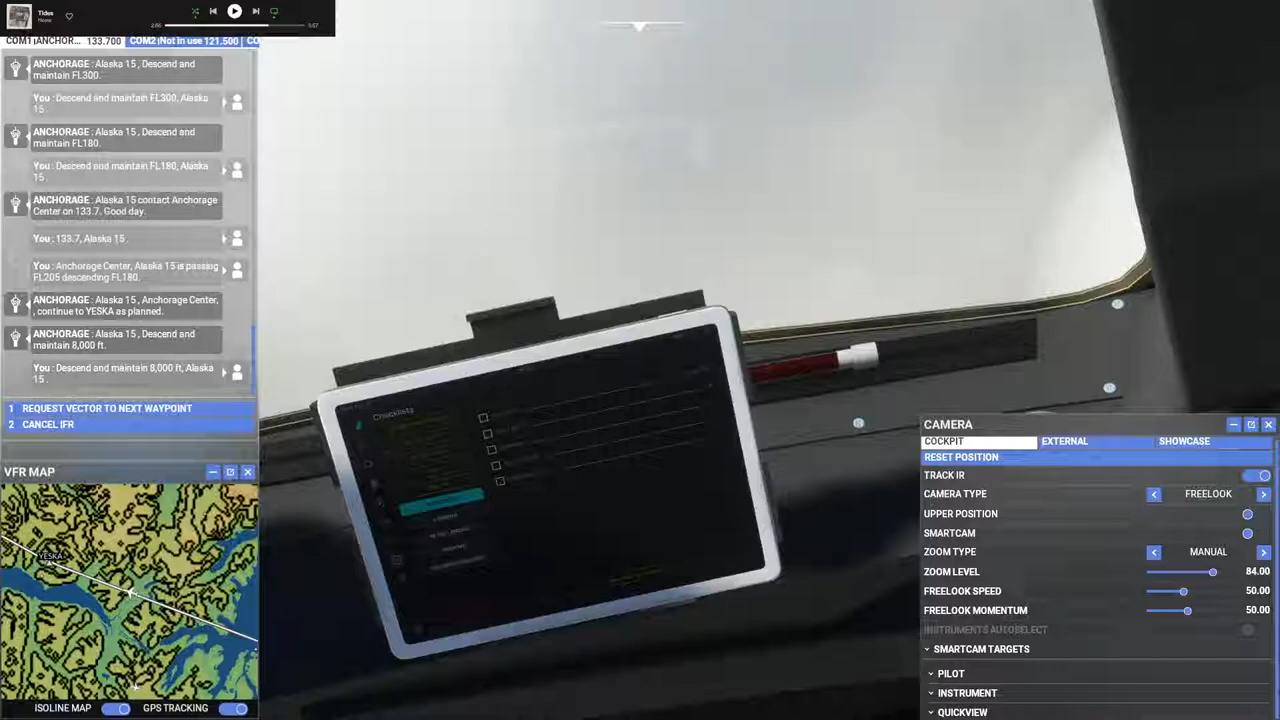 Tides
2:56
3:57
COM1 |ANCHOR... 133.700
COM2 |Not in use 121.500
CO
ANCHORAGE : Alaska 15 , Descend and
maintain FL300.
You : Descend and maintain FL300, Alaska
15 .
ANCHORAGE : Alaska 15 , Descend and
maintain FL180.
You : Descend and maintain FL180, Alaska
15 .
ANCHORAGE : Alaska 15 contact Anchorage
Center on 133.7, Good day.
You : 133.7, Alaska 15 .
You : Anchorage Center, Alaska 15 is passing
FL205 descending FL180.
ANCHORAGE : Alaska 15 , Anchorage Center,
, continue to YESKA as planned.
ANCHORAGE : Alaska 15 , Descend and
maintain 8,000 ft.
You : Descend and maintain 8,000 ft, Alaska
15 .
1 REQUEST VECTOR TO NEXT WAYPOINT
2 CANCEL IFR
VFR MAP
YESKA
ISOLINE MAP
GPS TRACKING
Checklists
CAMERA
COCKPIT
EXTERNAL
SHOWCASE
RESET POSITION
TRACK IR
CAMERA TYPE
FREELOOK
UPPER POSITION
SMARTCAM
ZOOM TYPE
MANUAL
ZOOM LEVEL
84.00
FREELOOK SPEED
50.00
FREELOOK MOMENTUM
50.00
INSTRUMENTS AUTOSELECT
SMARTCAM TARGETS
PILOT
INSTRUMENT
QUICKVIEW